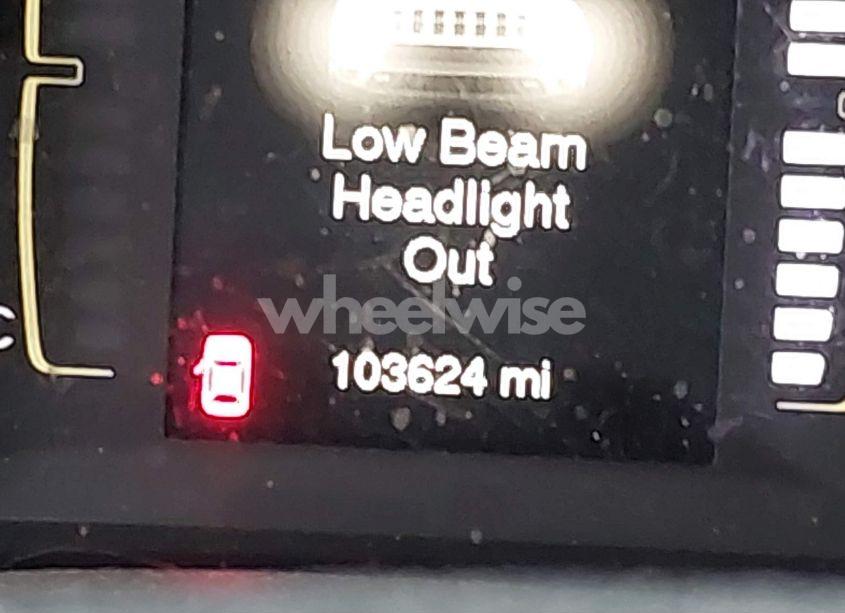 Low Beam
Headlight
Out
wheelwise
103624 mi